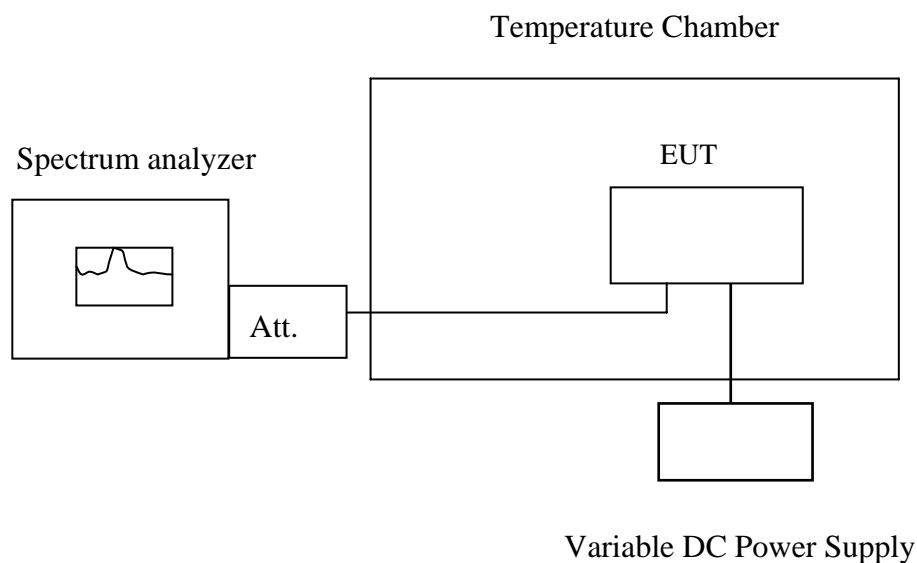 Temperature Chamber
Spectrum analyzer
EUT
Att.
Variable DC Power Supply